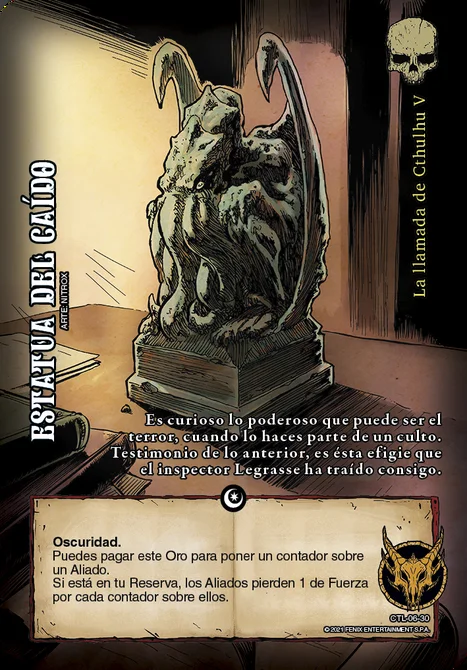 La llamada de Cthulhu V
ESTATUA DEL CAÍDO
ARTE: NITROX
Es curioso lo poderoso que puede ser el
terror, cuando lo haces parte de un culto.
Testimonio de lo anterior, es ésta efigie que
el inspector Legrasse ha traído consigo.
Oscuridad.
Puedes pagar este Oro para poner un contador sobre
un Aliado.
Si está en tu Reserva, los Aliados pierden 1 de Fuerza
por cada contador sobre ellos.
CTL-06-30
© 2021 FENIX ENTERTAINMENT S.P.A.